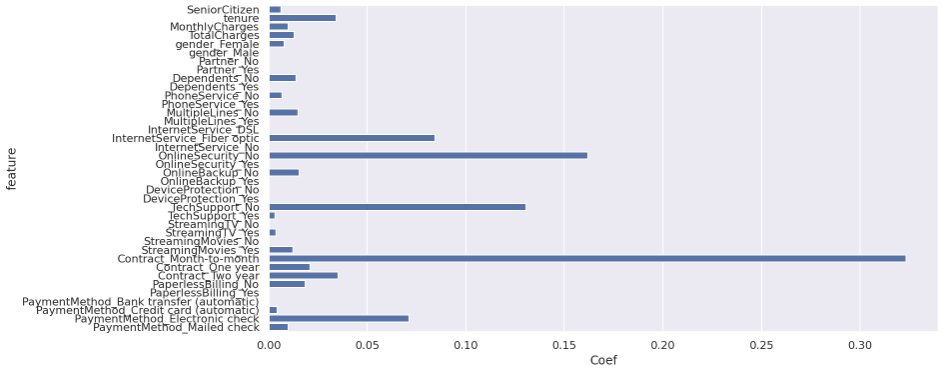 SeniorCitizen
tenure
MonthlyCharges
TotalCharges
gender_Female
gender_Male
Partner_No
Partner_Yes
Dependents_No
Dependents_Yes
PhoneService_No
PhoneService_Yes
MultipleLines_No
MultipleLines_Yes
InternetService_DSL
InternetService_Fiber optic
InternetService_No
OnlineSecurity_No
OnlineSecurity_Yes
OnlineBackup_No
OnlineBackup_Yes
DeviceProtection_No
DeviceProtection_Yes
TechSupport_No
TechSupport_Yes
StreamingTV_No
StreamingTV_Yes
StreamingMovies_No
StreamingMovies_Yes
Contract_Month-to-month
Contract_One year
Contract_Two year
PaperlessBilling_No
PaperlessBilling_Yes
PaymentMethod_Bank transfer (automatic)
PaymentMethod_Credit card (automatic)
PaymentMethod_Electronic check
PaymentMethod_Mailed check
feature
0.00 0.05 0.10 0.15 0.20 0.25 0.30
Coef